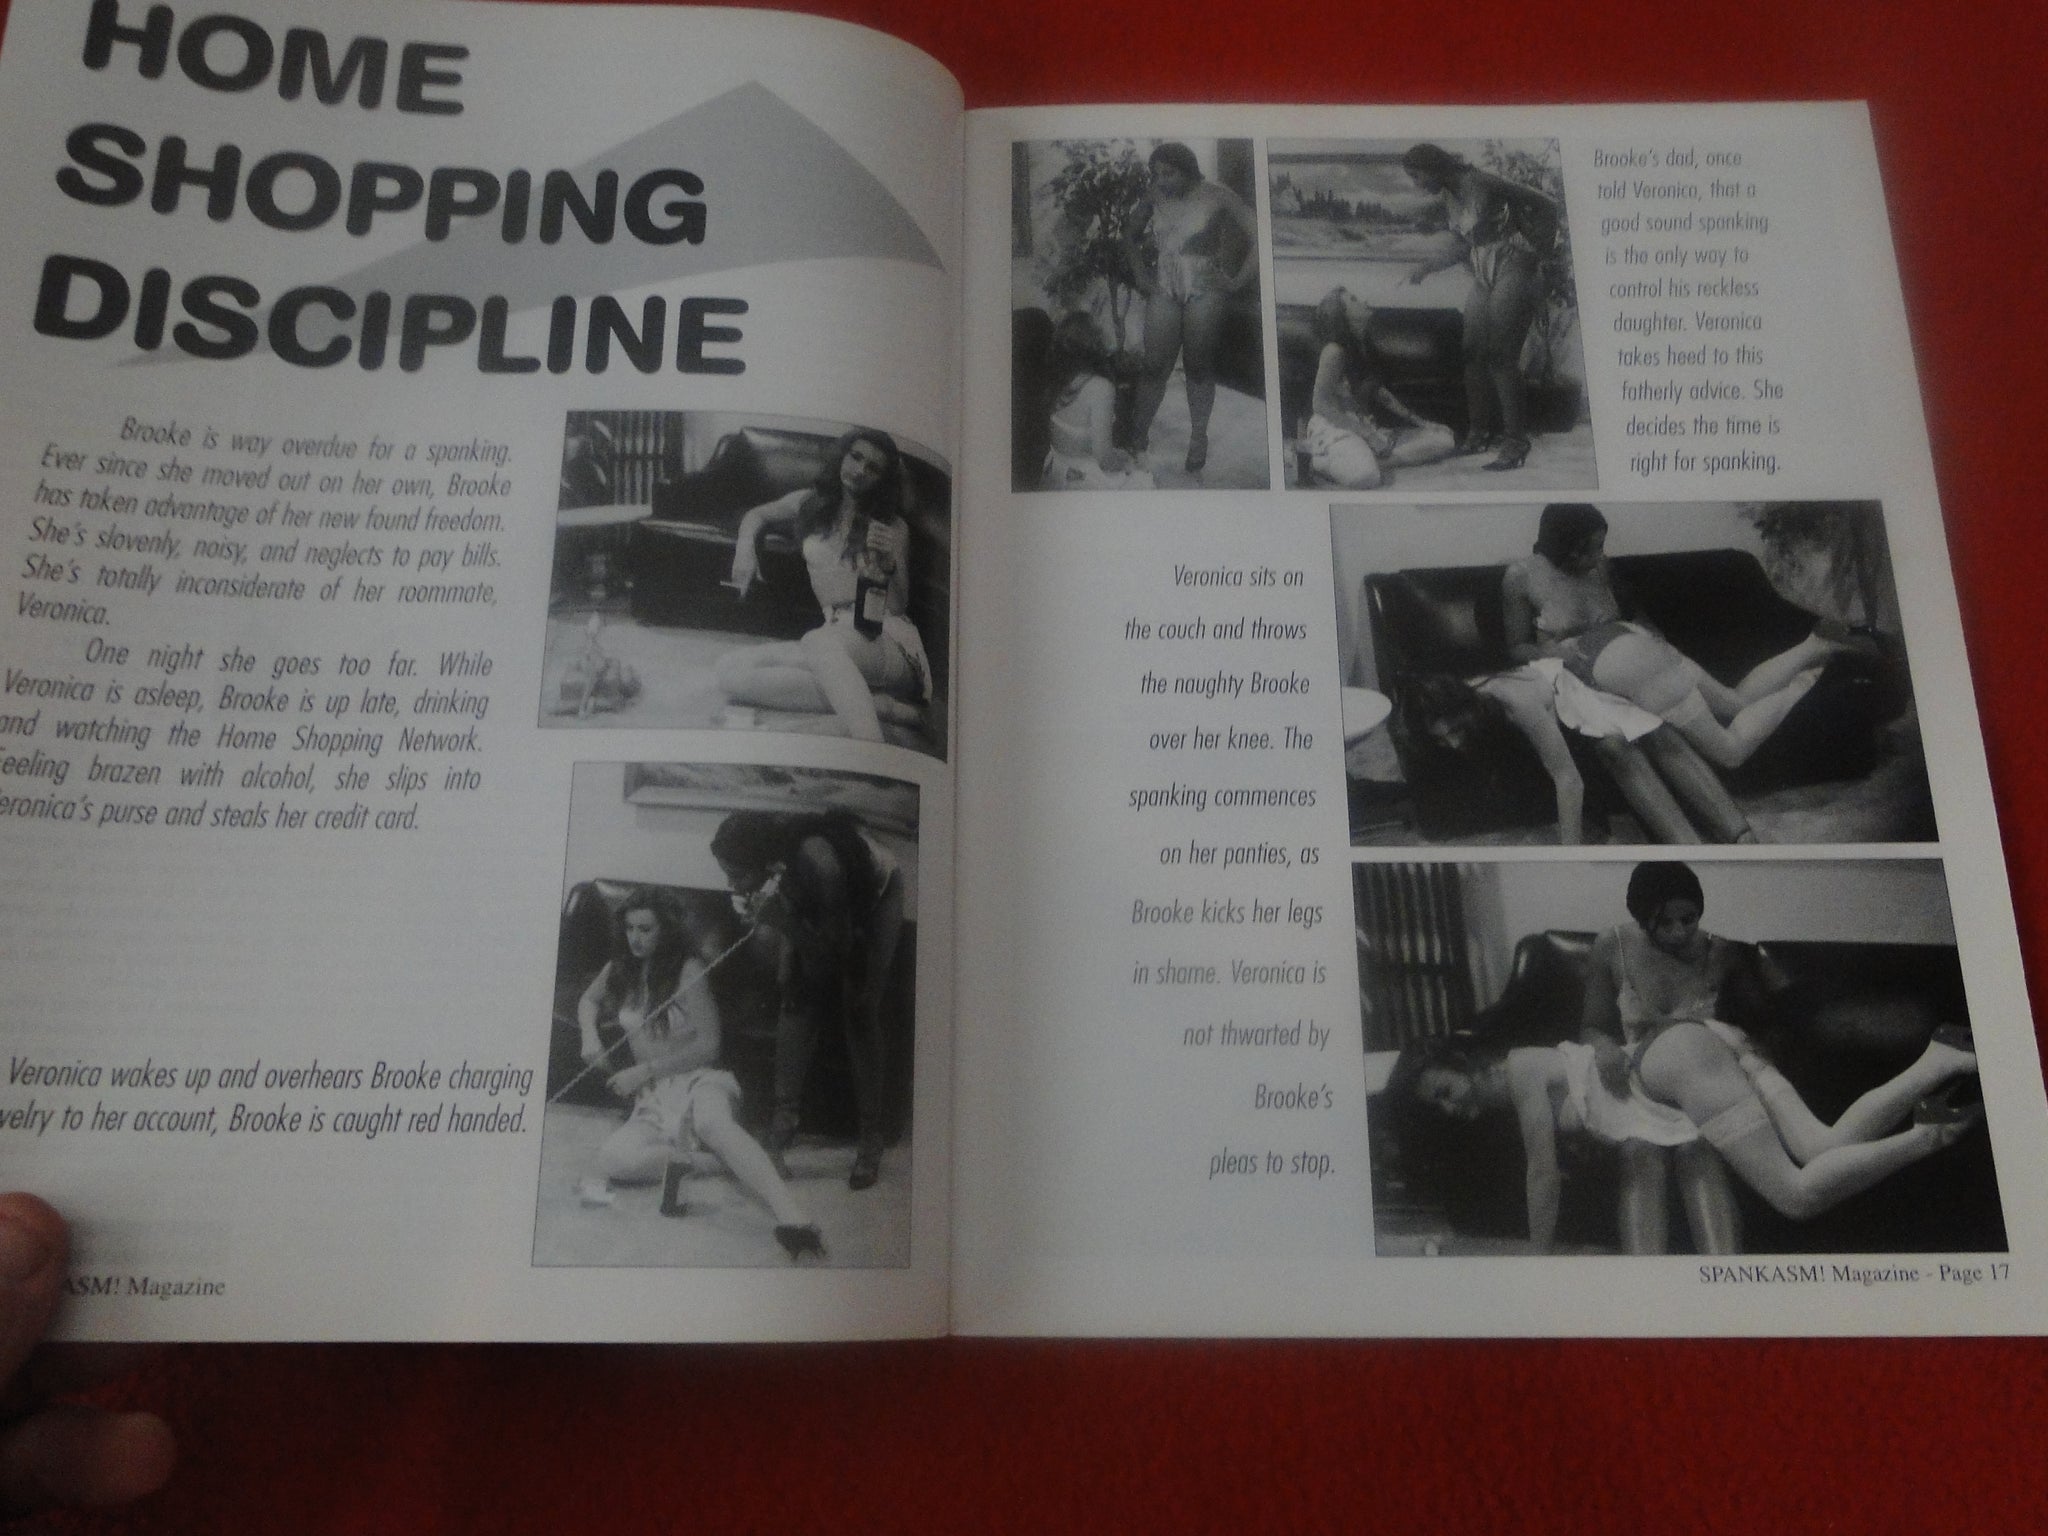 HOME
SHOPPING
DISCIPLINE
Brooke is way overdue for a spanking.
Ever since she moved out on her own, Brooke
has taken advantage of her new found freedom.
She's slovenly, noisy, and neglects to pay bills.
She's totally inconsiderate of her roommate,
Veronica.
One night she goes too far. While
Veronica is asleep, Brooke is up late, drinking
and watching the Home Shopping Network.
Feeling brazen with alcohol, she slips into
Veronica's purse and steals her credit card.
Veronica wakes up and overhears Brooke charging
welry to her account, Brooke is caught red handed.
ASM! Magazine
Brooke's dad, once
told Veronica, that a
good sound spanking
is the only way to
control his reckless
daughter. Veronica
takes heed to this
fatherly advice. She
decides the time is
right for spanking.
Veronica sits on
the couch and throws
the naughty Brooke
over her knee. The
spanking commences
on her panties, as
Brooke kicks her legs
in shame. Veronica is
not thwarted by
Brooke's
pleas to stop.
SPANKASM! Magazine - Page 17